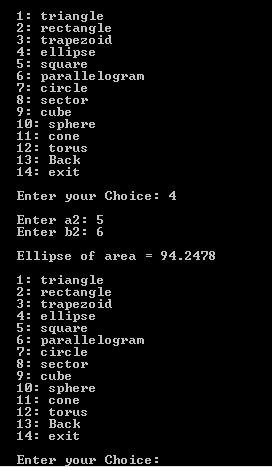 1: triangle
2: rectangle
3: trapezoid
4: ellipse
5: square
6: parallelogram
7: circle
8: sector
9: cube
10: sphere
11: cone
12: torus
13: Back
14: exit
Enter your Choice: 4
Enter a2: 5
Enter b2: 6
Ellipse of area = 94.2478
1: triangle
2: rectangle
3: trapezoid
4: ellipse
5: square
6: parallelogram
7: circle
8: sector
9: cube
10: sphere
11: cone
12: torus
13: Back
14: exit
Enter your Choice: